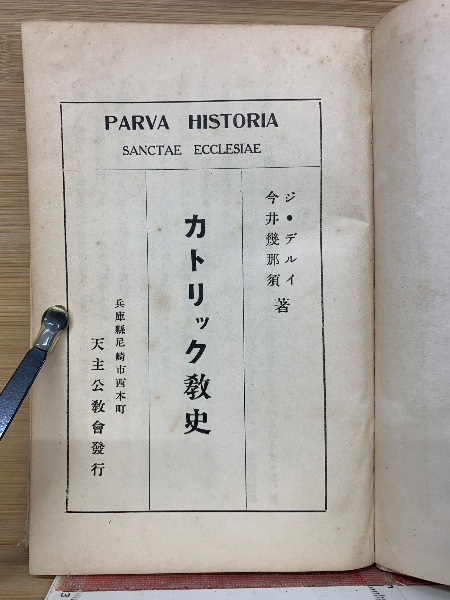 PARVA HISTORIA
SANCTAE ECCLESIAE
ジ・デルイ
今井幾那須 著
カトリック教史
兵庫縣尼崎市西本町
天主公教會發行